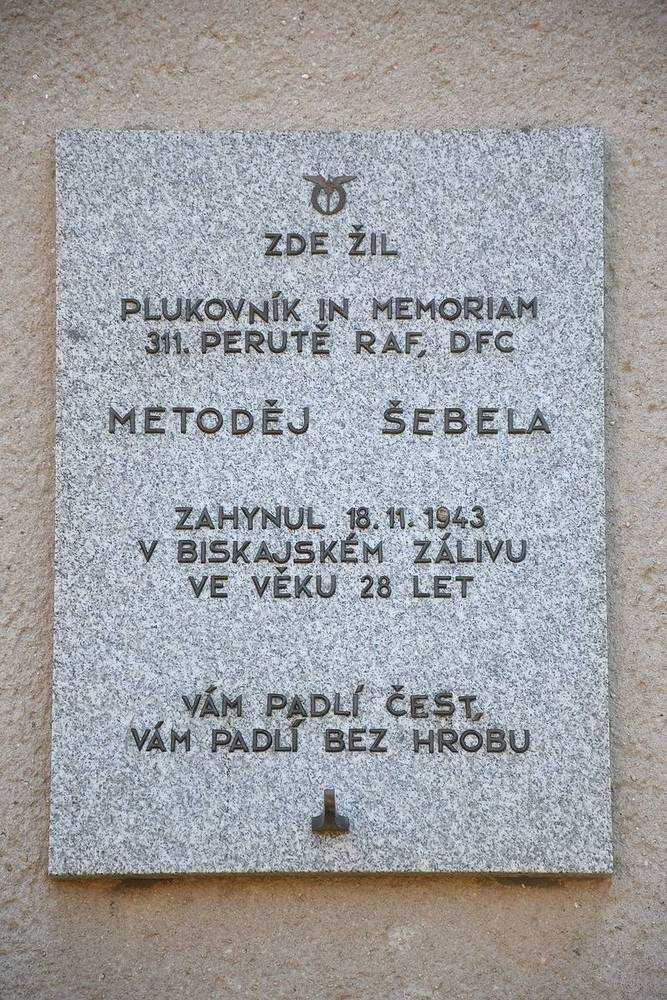 ZDE ŽIL
PLUKOVNÍK IN MEMORIAM
311. PERUTĚ RAF, DFC
METODĚJ ŠEBELA
ZAHYNUL 18.11.1943
V BISKAJSKÉM ZÁLIVU
VE VĚKU 28 LET
VÁM PADLÍ ČEST,
VÁM PADLÍ BEZ HROBU